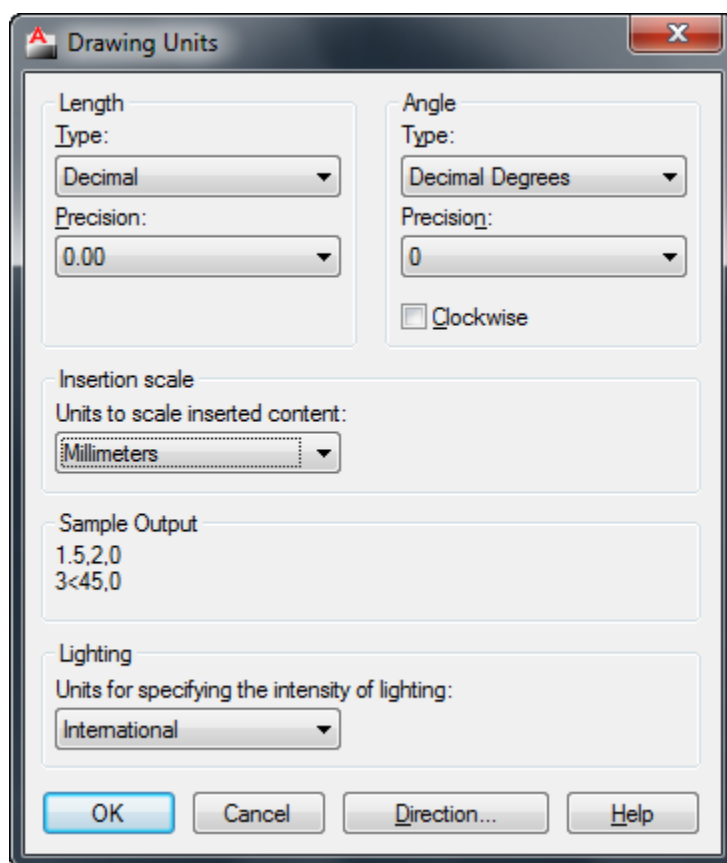 Drawing Units
Length
Type:
Decimal
Precision:
0.00
Angle
Type:
Decimal Degrees
Precision:
0
Clockwise
Insertion scale
Units to scale inserted content:
Millimeters
Sample Output
1.5,2,0
3<45,0
Lighting
Units for specifying the intensity of lighting:
International
OK Cancel Direction... Help